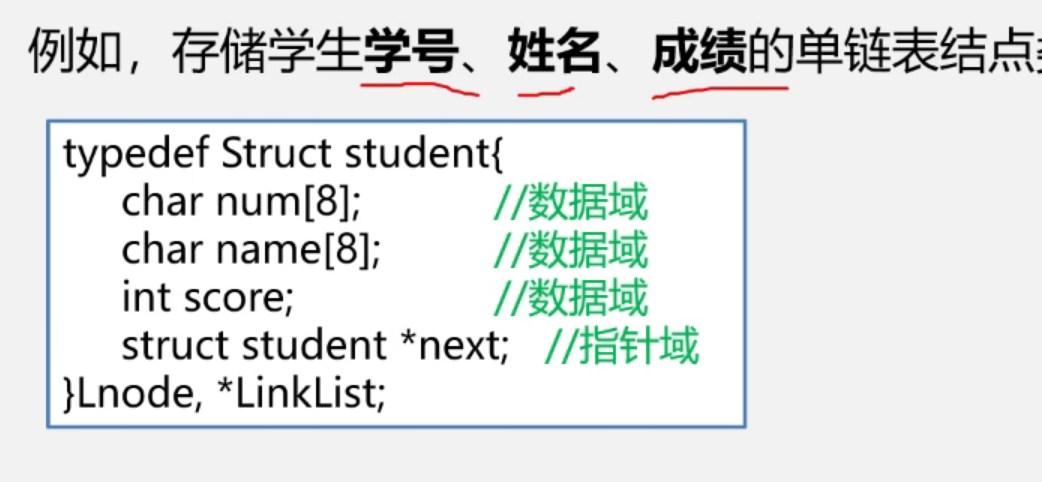 例如，存储学生学号、姓名、成绩的单链表结点
typedef Struct student{
char num[8]; //数据域
char name[8]; //数据域
int score; //数据域
struct student *next; //指针域
}Lnode, *LinkList;